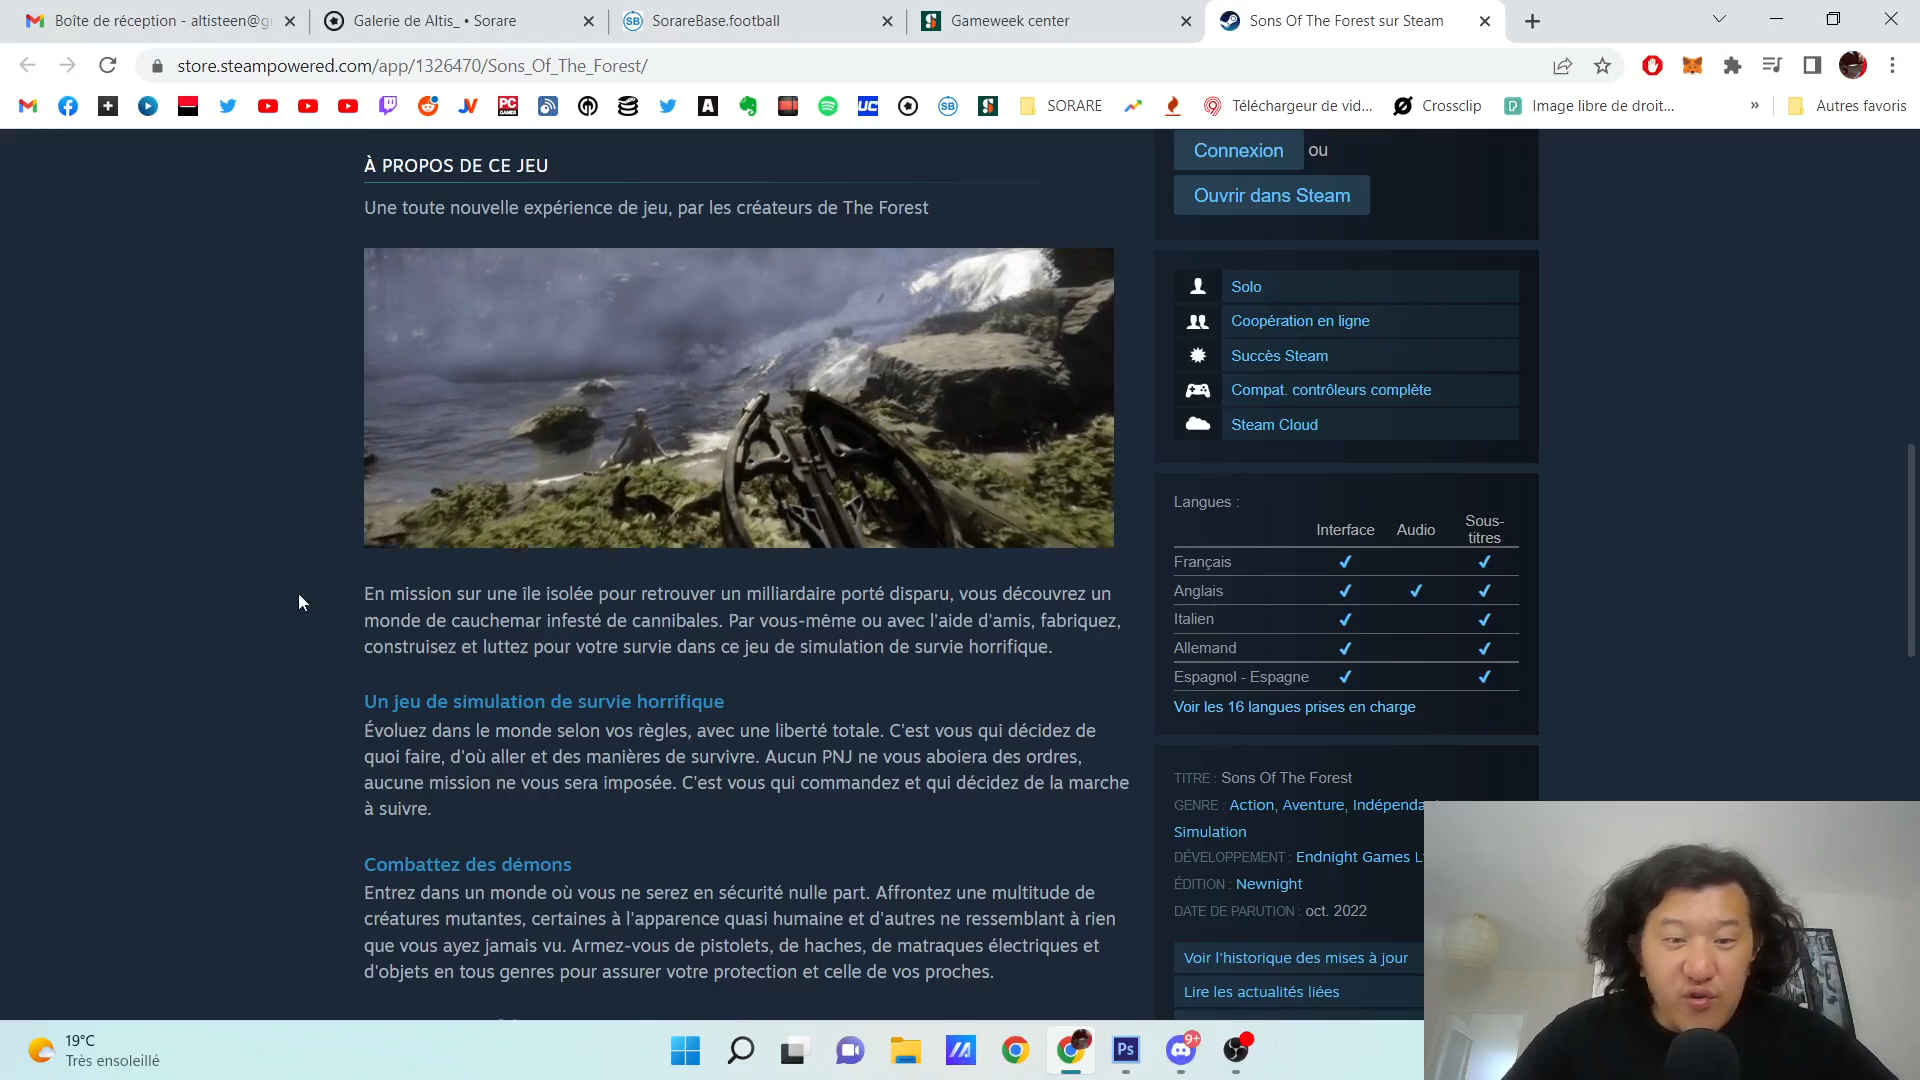 Boîte de réception - altisteen@g
Galerie de Altis_ • Sorare
SorareBase.football
Gameweek center
Sons Of The Forest sur Steam
store.steampowered.com/app/1326470/Sons_Of_The_Forest/
SORARE
Téléchargeur de vid...
Crossclip
Image libre de droit...
»
Autres favoris
À PROPOS DE CE JEU
Une toute nouvelle expérience de jeu, par les créateurs de The Forest
En mission sur une île isolée pour retrouver un milliardaire porté disparu, vous découvrez un
monde de cauchemar infesté de cannibales. Par vous-même ou avec l'aide d'amis, fabriquez,
construisez et luttez pour votre survie dans ce jeu de simulation de survie horrifique.
Un jeu de simulation de survie horrifique
Évoluez dans le monde selon vos règles, avec une liberté totale. C'est vous qui décidez de
quoi faire, d'où aller et des manières de survivre. Aucun PNJ ne vous aboiera des ordres,
aucune mission ne vous sera imposée. C'est vous qui commandez et qui décidez de la marche
à suivre.
Combattez des démons
Entrez dans un monde où vous ne serez en sécurité nulle part. Affrontez une multitude de
créatures mutantes, certaines à l'apparence quasi humaine et d'autres ne ressemblant à rien
que vous ayez jamais vu. Armez-vous de pistolets, de haches, de matraques électriques et
d'objets en tous genres pour assurer votre protection et celle de vos proches.
Connexion ou
Ouvrir dans Steam
Solo
Coopération en ligne
Succès Steam
Compat. contrôleurs complète
Steam Cloud
Langues :
Interface Audio Sous-
titres
Français ✔ ✔
Anglais ✔ ✔ ✔
Italien ✔ ✔
Allemand ✔ ✔
Espagnol - Espagne ✔ ✔
Voir les 16 langues prises en charge
TITRE : Sons Of The Forest
GENRE : Action, Aventure, Indépenda
Simulation
DÉVELOPPEMENT : Endnight Games L
ÉDITION : Newnight
DATE DE PARUTION : oct. 2022
Voir l'historique des mises à jour
Lire les actualités liées
19°C
Très ensoleillé
Ps
9+